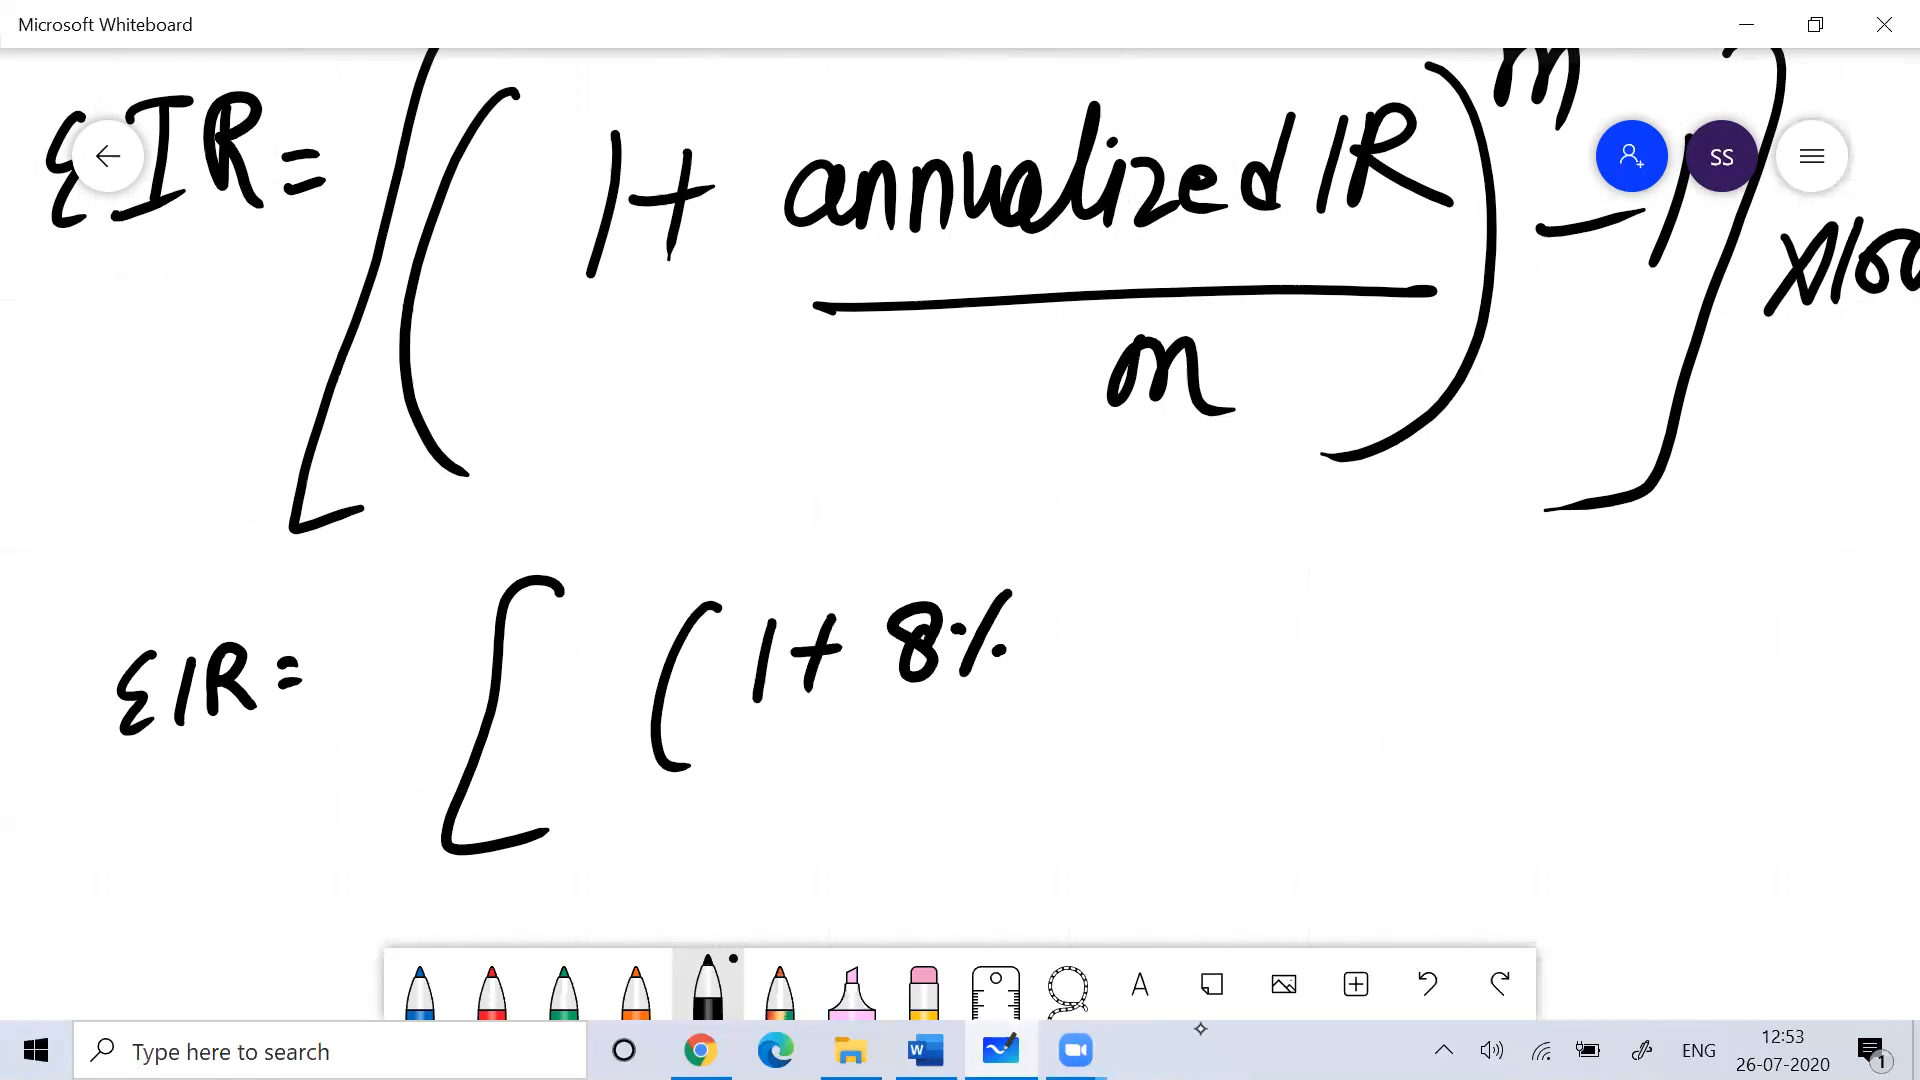 Microsoft Whiteboard
EIR = [(1 + annualized IR / m)^m - 1] x100
SS
EIR = [ (1 + 8%
A
Type here to search
W
ENG
12:53
26-07-2020
1